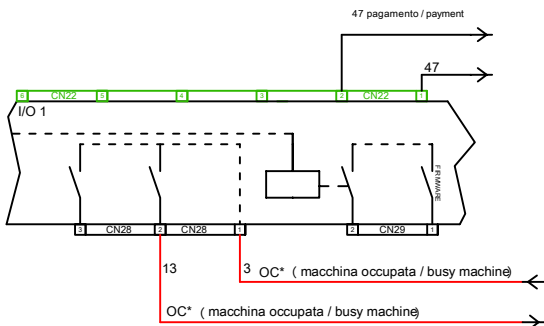 47 pagamento / payment
47
6 CN22 5 4 3 2 CN22 1
I/O 1
FIRMWARE
3 CN28 2 CN28 1 2 CN29 1
13
3 OC* ( macchina occupata / busy machine)
OC* ( macchina occupata / busy machine)